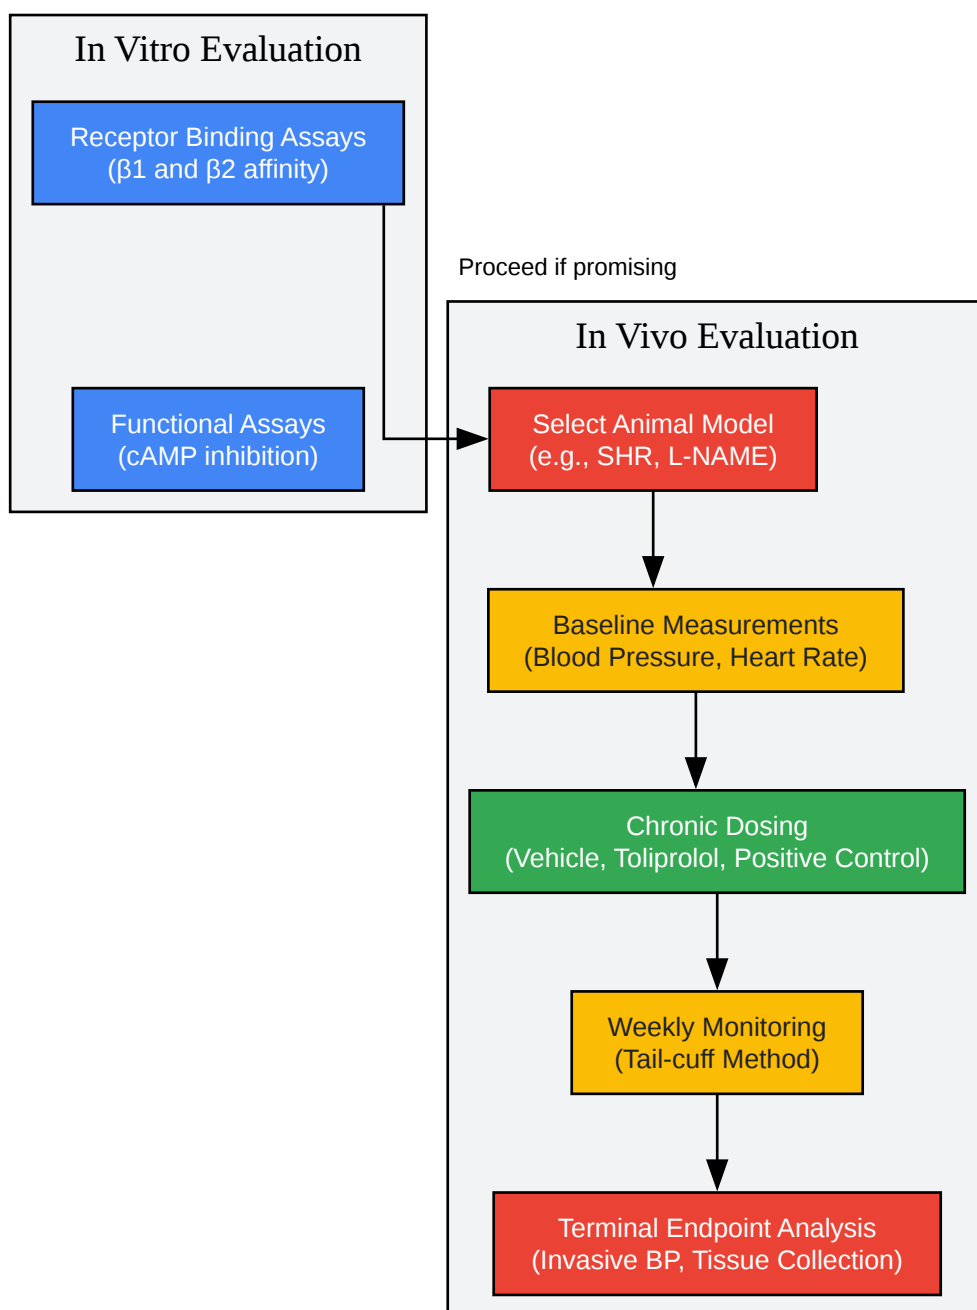 In Vitro Evaluation
Receptor Binding Assays
(β1 and β2 affinity)
Functional Assays
(cAMP inhibition)
Proceed if promising
In Vivo Evaluation
Select Animal Model
(e.g., SHR, L-NAME)
Baseline Measurements
(Blood Pressure, Heart Rate)
Chronic Dosing
(Vehicle, Toliprolol, Positive Control)
Weekly Monitoring
(Tail-cuff Method)
Terminal Endpoint Analysis
(Invasive BP, Tissue Collection)